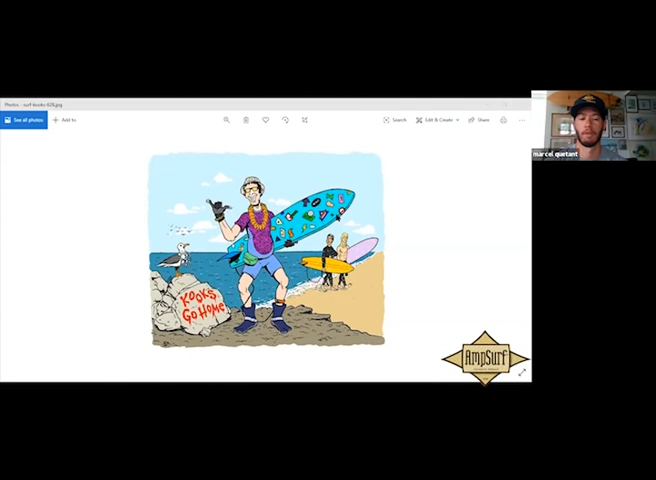 Photos - surf kooks 626.jpg
See all photos
Add to
Search
Edit & Create
Share
marcel quetant
KOOKS
GO HOME
AmpSurf